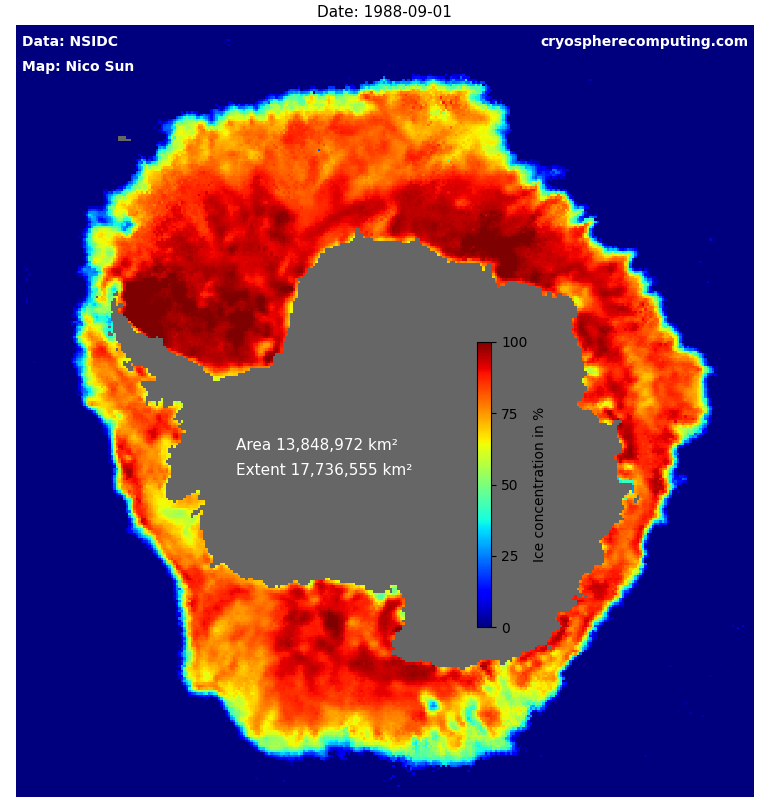 Date: 1988-09-01
Data: NSIDC
cryospherecomputing.com
Map: Nico Sun
100
75
50
25
0
Ice concentration in %
Area 13,848,972 km²
Extent 17,736,555 km²